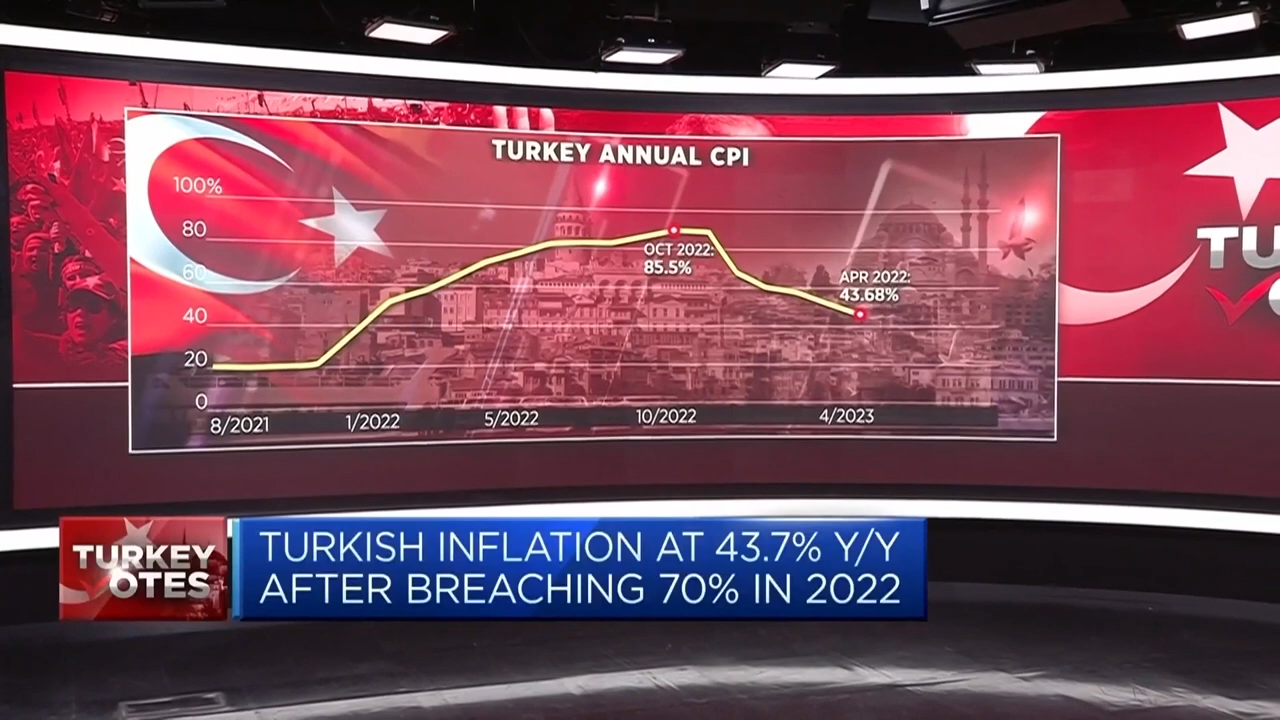 TURKEY ANNUAL CPI
100%
80
60
40
20
0
OCT 2022:
85.5%
APR 2022:
43.68%
8/2021
1/2022
5/2022
10/2022
4/2023
TU
TURKEY
OTES
TURKISH INFLATION AT 43.7% Y/Y
AFTER BREACHING 70% IN 2022